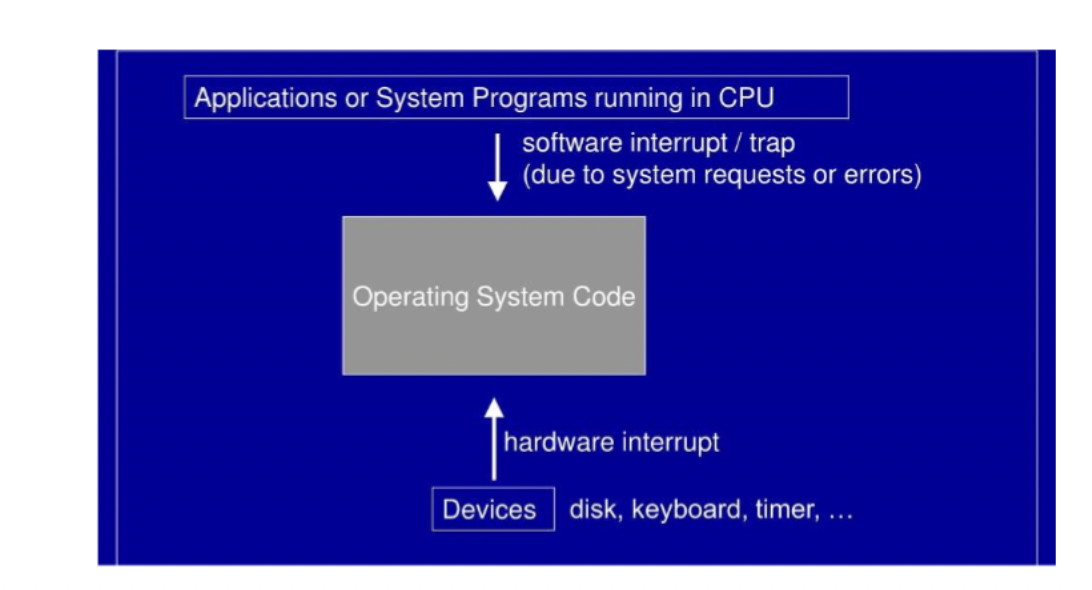 Applications or System Programs running in CPU
software interrupt / trap
(due to system requests or errors)
Operating System Code
hardware interrupt
Devices disk, keyboard, timer, …